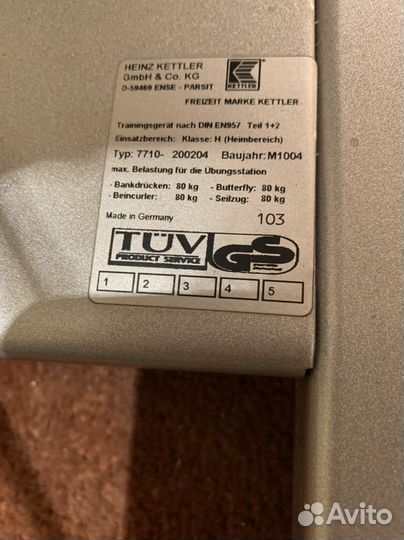 HEINZ KETTLER
GmbH & Co. KG
D-59469 ENSE - PARSIT
KETTLER
FREIZEIT MARKE KETTLER
Trainingsgerät nach DIN EN957 Teil 1+2
Einsatzbereich: Klasse: H (Heimbereich)
Typ: 7710- 200204 Baujahr: M1004
max. Belastung für die Übungsstation
- Bankdrücken: 80 kg - Butterfly: 80 kg
- Beincurler: 80 kg - Seilzug: 80 kg
Made in Germany 103
TÜV
PRODUCT SERVICE
GS
1 2 3 4 5
Avito